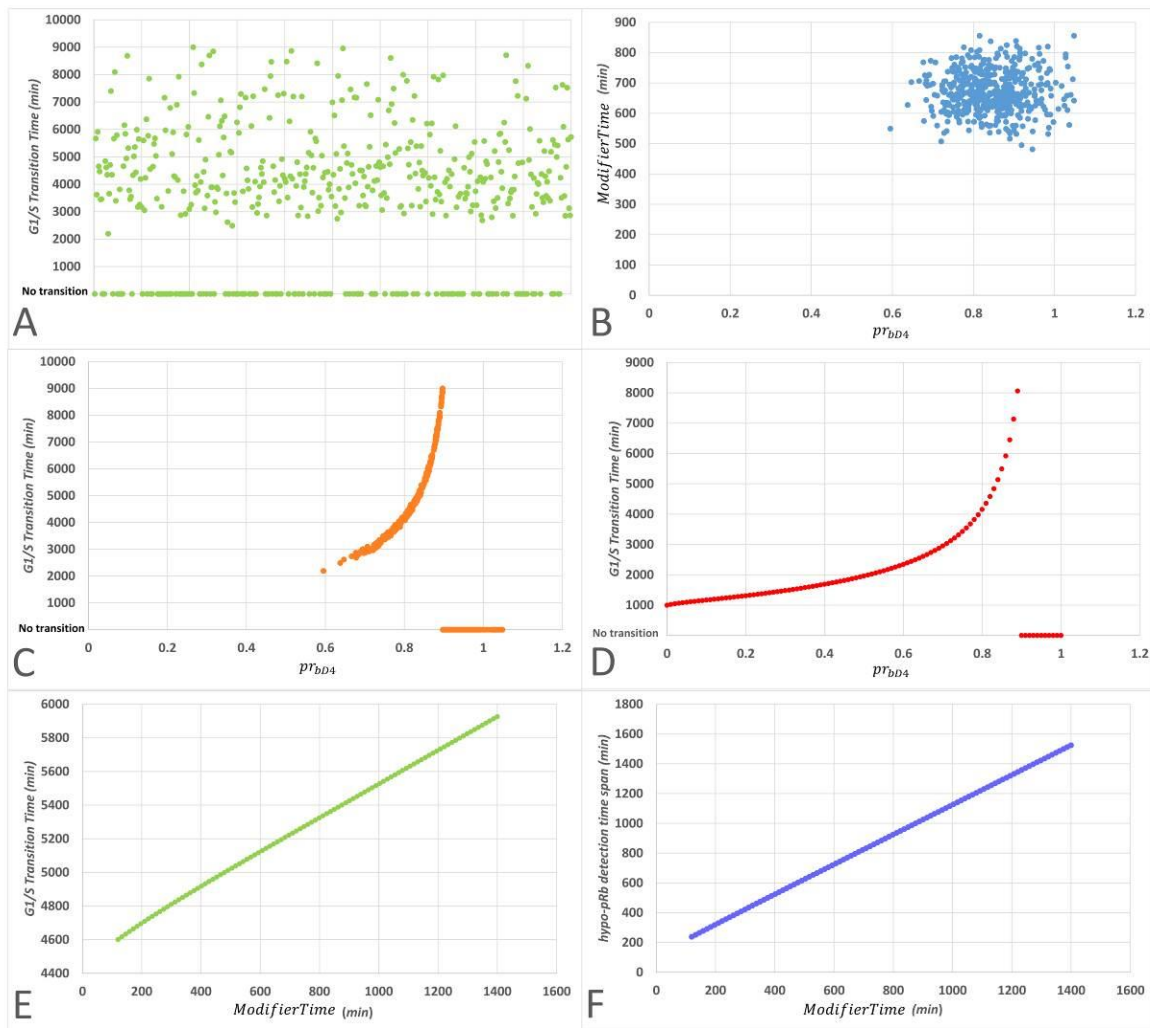 G1/S Transition Time (min)
10000
9000
8000
7000
6000
5000
4000
3000
2000
1000
No transition
A
ModifierTime
900
800
700
600
500
400
300
200
100
0
0 0.2 0.4 0.6 0.8 1 1.2
pr_bD4
B
G1/S Transition Time (min)
10000
9000
8000
7000
6000
5000
4000
3000
2000
1000
No transition
0 0.2 0.4 0.6 0.8 1 1.2
pr_bD4
C
G1/S Transition Time (min)
9000
8000
7000
6000
5000
4000
3000
2000
1000
No transition
0 0.2 0.4 0.6 0.8 1 1.2
pr_bD4
D
G1/S Transition Time (min)
6000
5800
5600
5400
5200
5000
4800
4600
4400
0 200 400 600 800 1000 1200 1400 1600
ModifierTime (min)
E
hypo-pRb detection time span (min)
1800
1600
1400
1200
1000
800
600
400
200
0
0 200 400 600 800 1000 1200 1400 1600
ModifierTime (min)
F